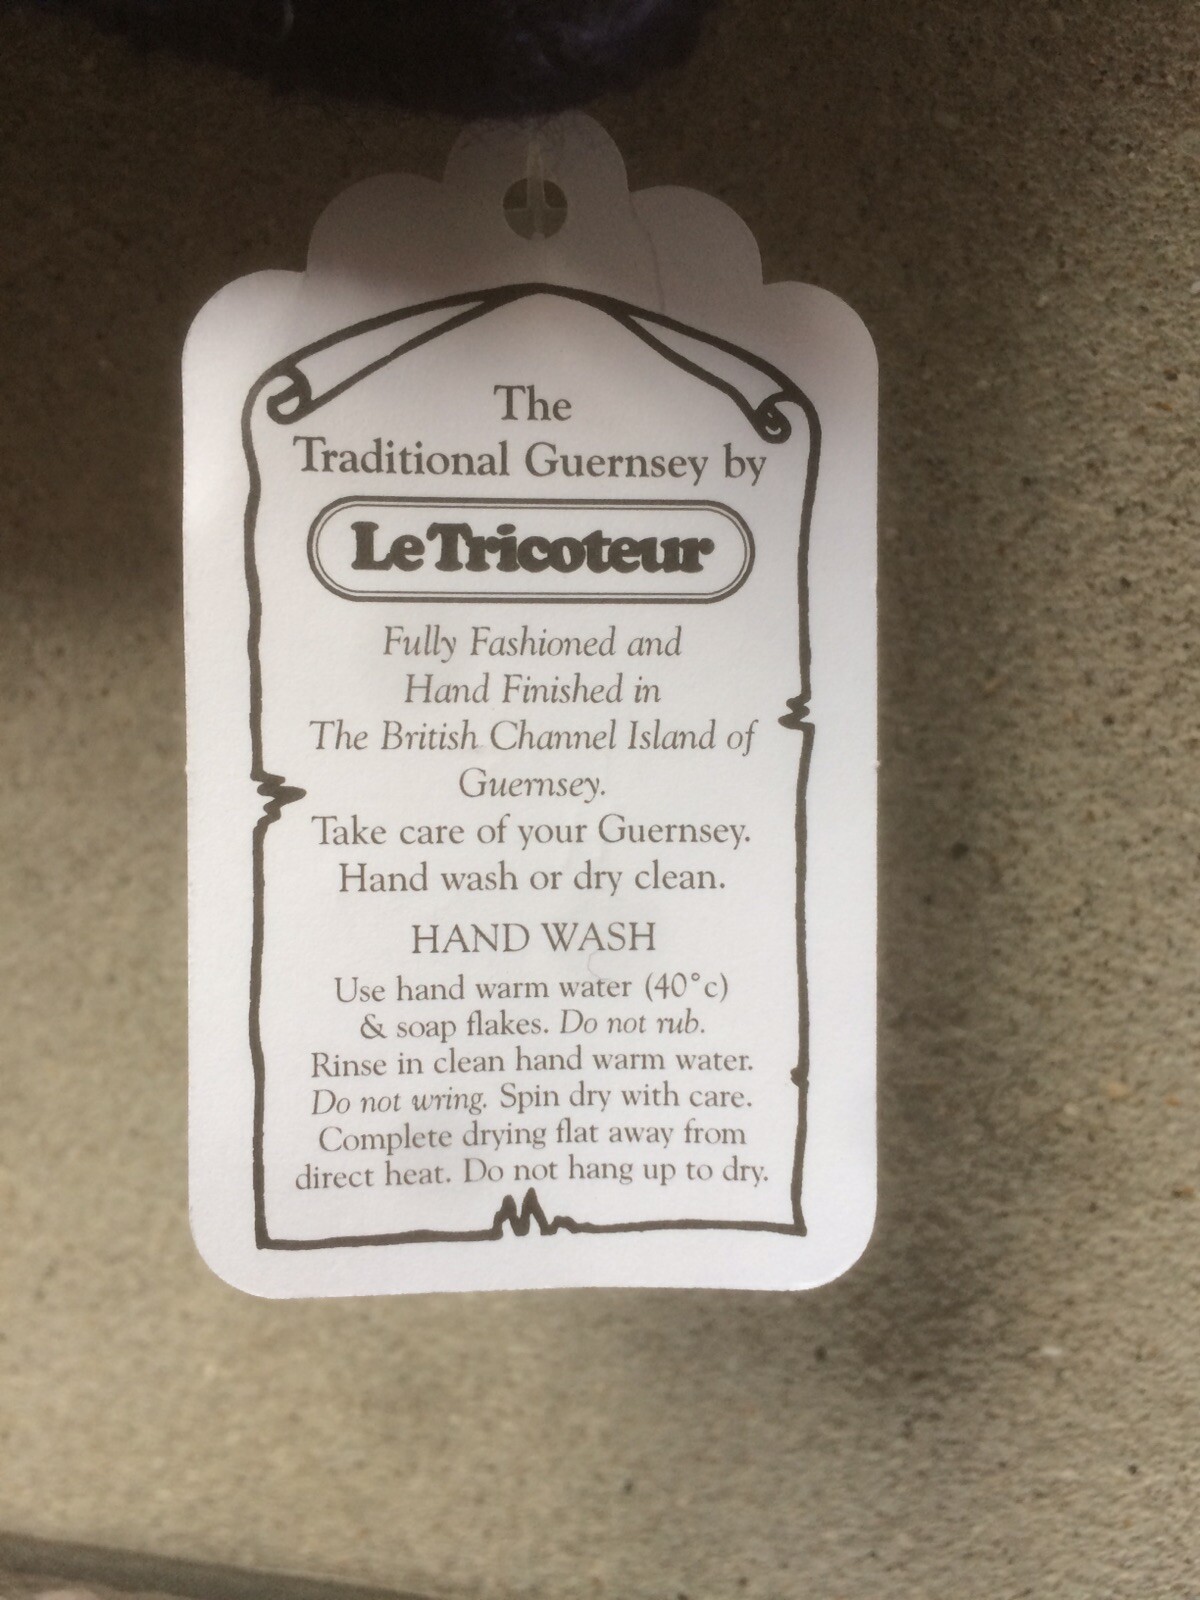 The
Traditional Guernsey by
Le Tricoteur
Fully Fashioned and
Hand Finished in
The British Channel Island of
Guernsey.
Take care of your Guernsey.
Hand wash or dry clean.
HAND WASH
Use hand warm water (40°c)
& soap flakes. Do not rub.
Rinse in clean hand warm water.
Do not wring. Spin dry with care.
Complete drying flat away from
direct heat. Do not hang up to dry.